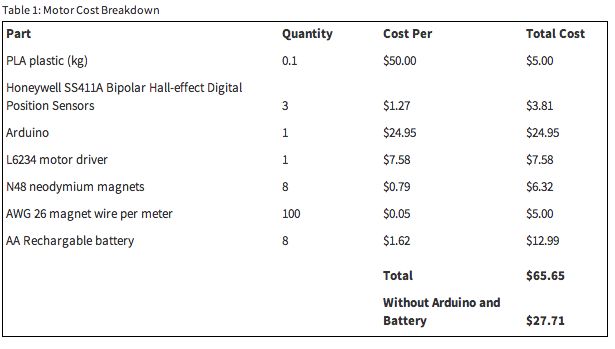 Table 1: Motor Cost Breakdown
Part Quantity Cost Per Total Cost
PLA plastic (kg) 0.1 $50.00 $5.00
Honeywell SS411A Bipolar Hall-effect Digital
Position Sensors 3 $1.27 $3.81
Arduino 1 $24.95 $24.95
L6234 motor driver 1 $7.58 $7.58
N48 neodymium magnets 8 $0.79 $6.32
AWG 26 magnet wire per meter 100 $0.05 $5.00
AA Rechargable battery 8 $1.62 $12.99
Total $65.65
Without Arduino and
Battery $27.71